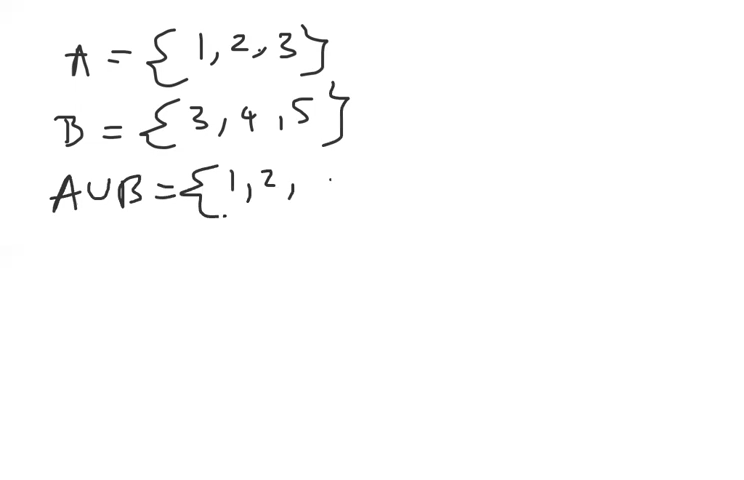 A = {1, 2, 3}
B = {3, 4, 5}
A∪B = {1, 2,